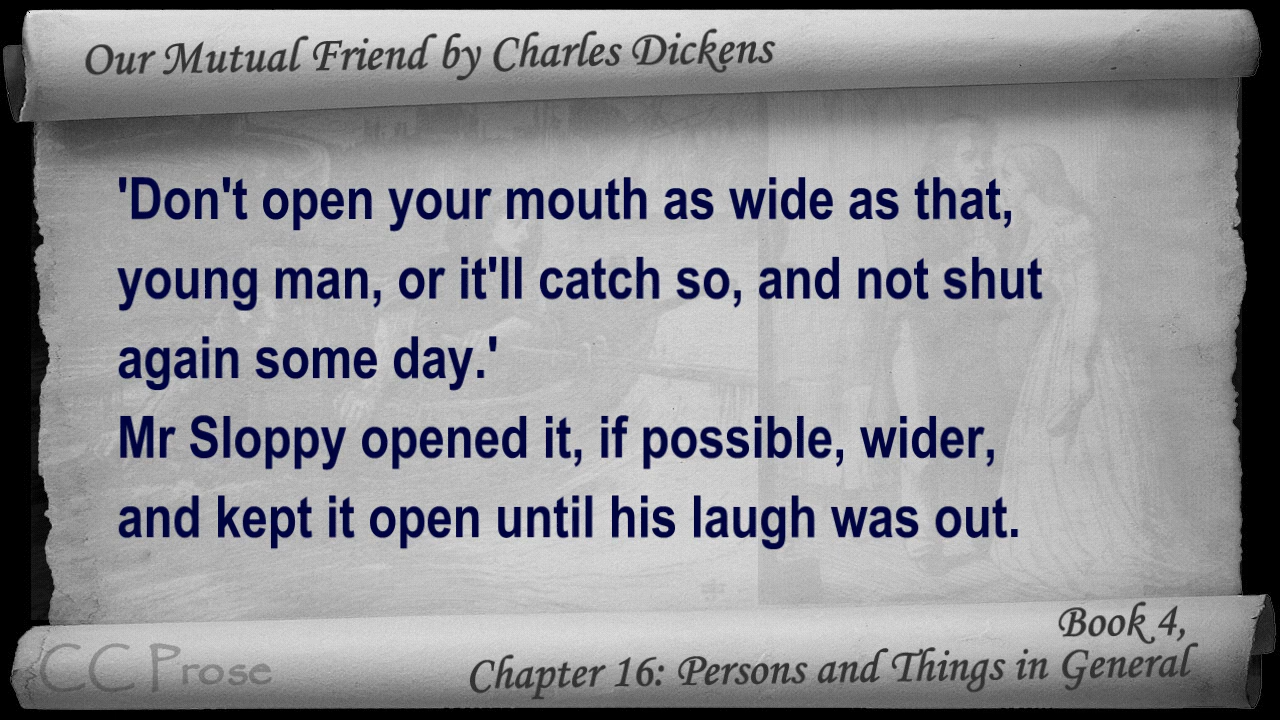 Our Mutual Friend by Charles Dickens
'Don't open your mouth as wide as that,
young man, or it'll catch so, and not shut
again some day.'
Mr Sloppy opened it, if possible, wider,
and kept it open until his laugh was out.
Book 4,
Chapter 16: Persons and Things in General
CC Prose